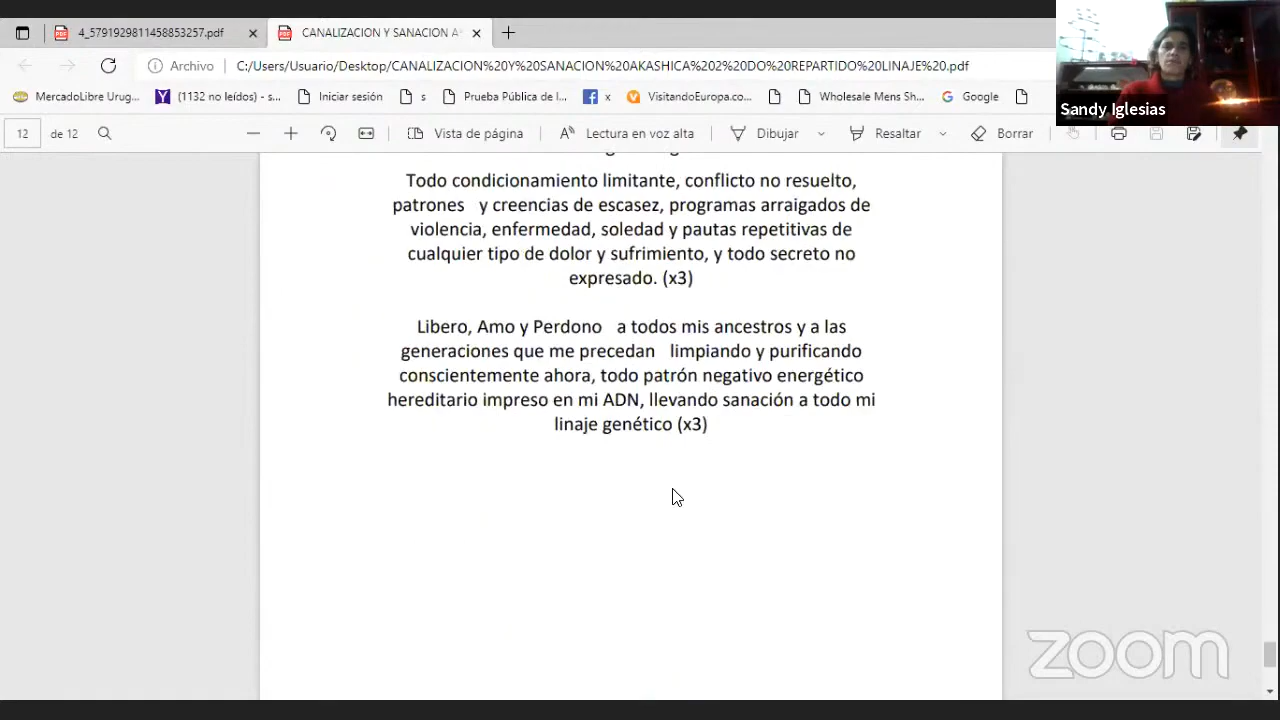 4_5791929811458853257.pdf
CANALIZACION Y SANACION A
Archivo
C:/Users/Usuario/Deskto
LIZACION%20Y%20SANACION%20AKASHICA%202%20DO%20REPARTIDO%20LINAJE%20.pdf
MercadoLibre Urug...
(1132 no leídos) - s...
Iniciar sesión
s
Prueba Pública de I...
x
VisitandoEuropa.co...
Wholesale Mens Sh...
Google
Sandy Iglesias
12 de 12
Vista de página
Lectura en voz alta
Dibujar
Resaltar
Borrar
Todo condicionamiento limitante, conflicto no resuelto,
patrones y creencias de escasez, programas arraigados de
violencia, enfermedad, soledad y pautas repetitivas de
cualquier tipo de dolor y sufrimiento, y todo secreto no
expresado. (x3)
Libero, Amo y Perdono a todos mis ancestros y a las
generaciones que me precedan limpiando y purificando
conscientemente ahora, todo patrón negativo energético
hereditario impreso en mi ADN, llevando sanación a todo mi
linaje genético (x3)
zoom